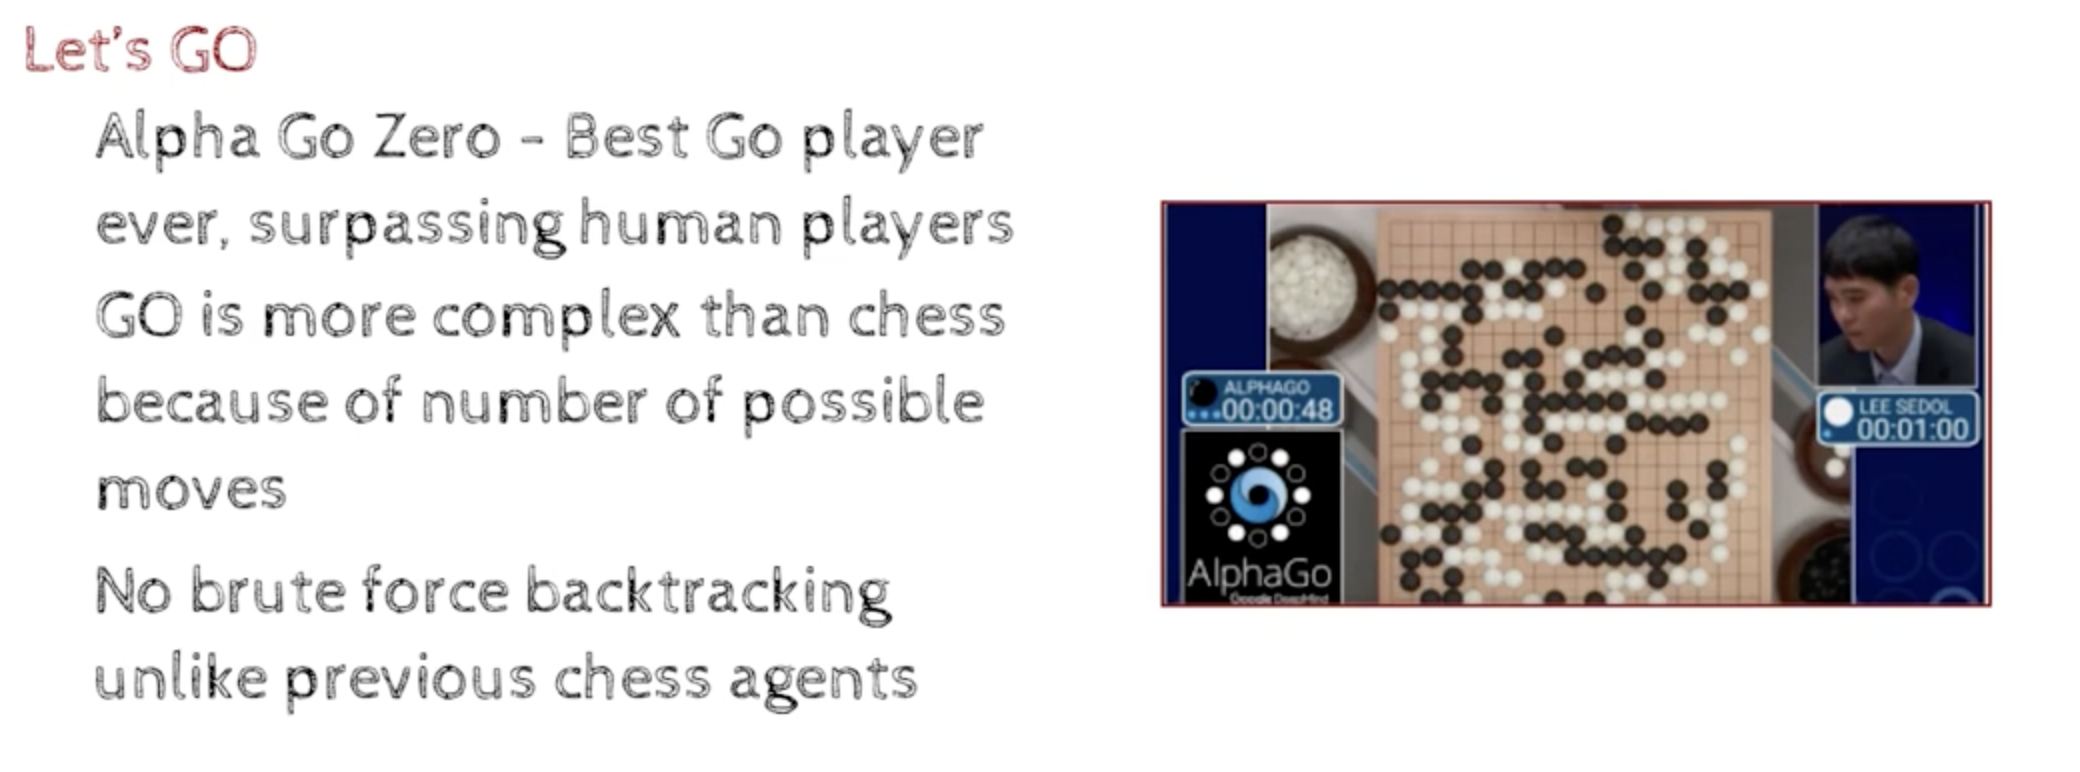 Let's GO
Alpha Go Zero - Best Go player
ever, surpassing human players
GO is more complex than chess
because of number of possible
moves
No brute force backtracking
unlike previous chess agents
ALPHAGO
00:00:48
AlphaGo
Google DeepMind
LEE SEDOL
00:01:00